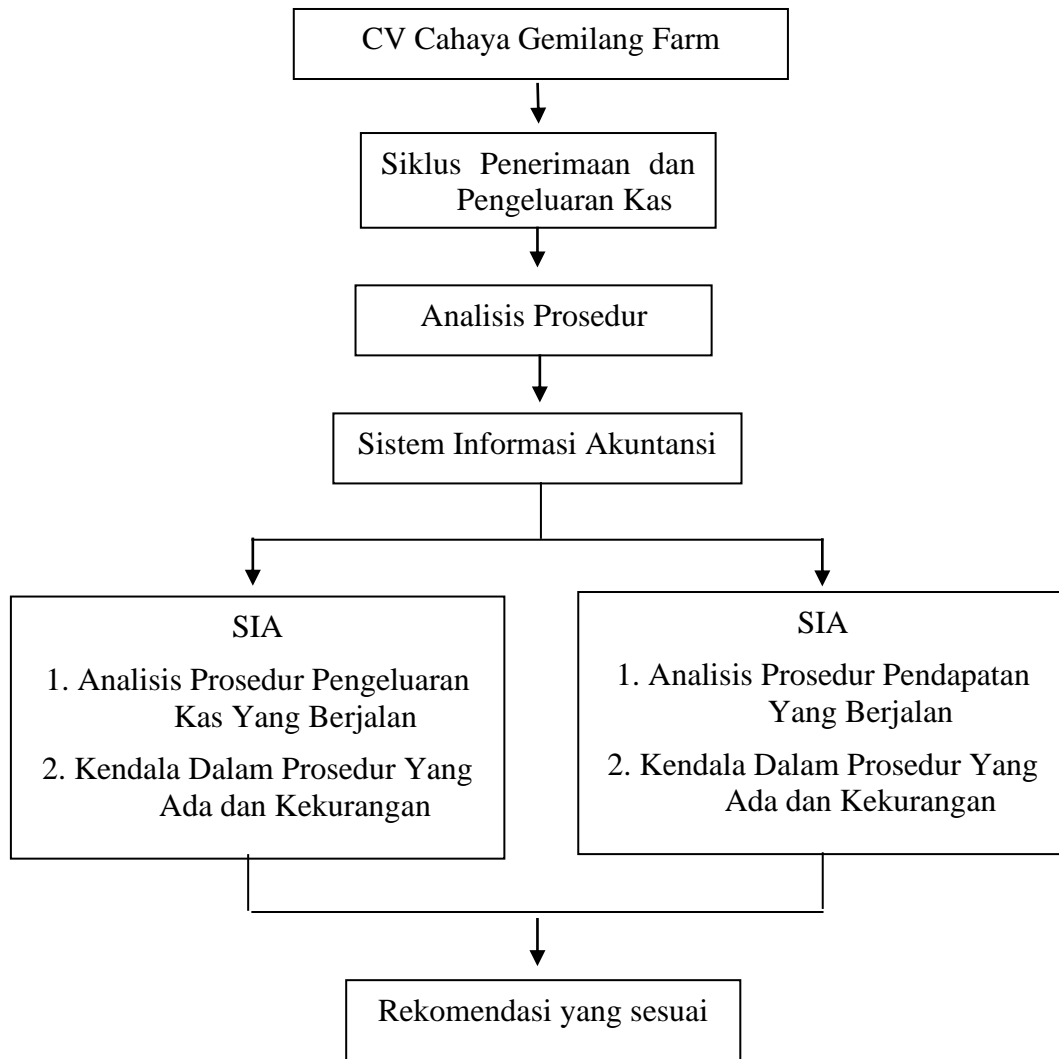 CV Cahaya Gemilang Farm
Siklus Penerimaan dan
Pengeluaran Kas
Analisis Prosedur
Sistem Informasi Akuntansi
SIA
1. Analisis Prosedur Pengeluaran
Kas Yang Berjalan
2. Kendala Dalam Prosedur Yang
Ada dan Kekurangan
SIA
1. Analisis Prosedur Pendapatan
Yang Berjalan
2. Kendala Dalam Prosedur Yang
Ada dan Kekurangan
Rekomendasi yang sesuai